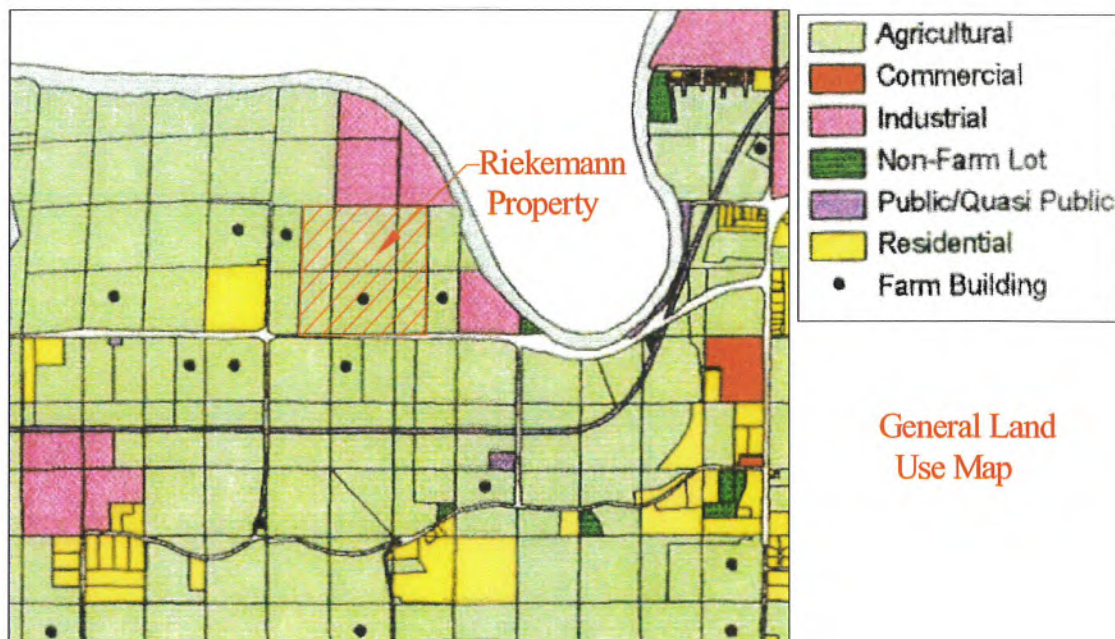 Riekemann
Property
Agricultural
Commercial
Industrial
Non-Farm Lot
Public/Quasi Public
Residential
Farm Building
General Land
Use Map